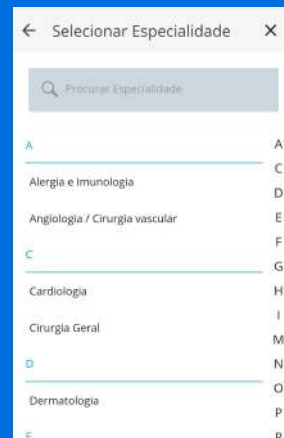 Selecionar Especialidade
Procurar Especialidade
A
Alergia e Imunologia
Angiologia / Cirurgia vascular
C
Cardiologia
Cirurgia Geral
D
Dermatologia
E
A
C
D
E
F
G
H
I
M
N
O
P